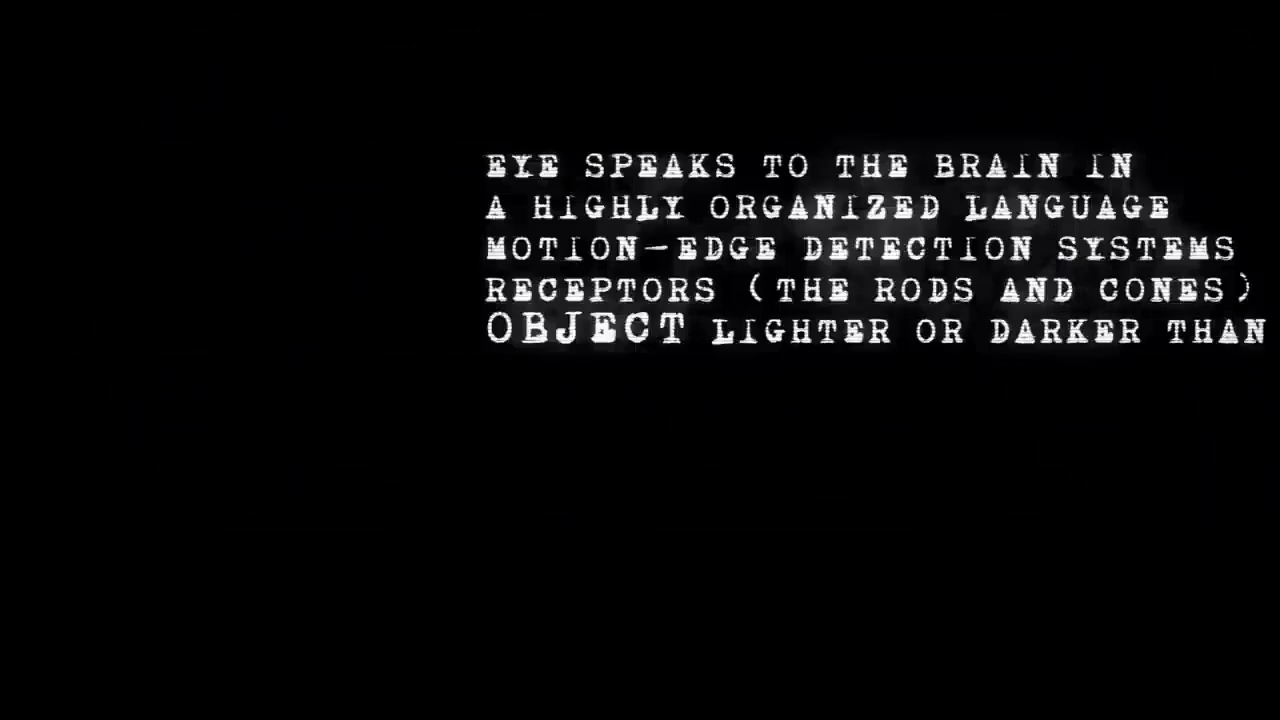 EYE SPEAKS TO THE BRAIN IN
A HIGHLY ORGANIZED LANGUAGE
MOTION-EDGE DETECTION SYSTEMS
RECEPTORS (THE RODS AND CONES)
OBJECT LIGHTER OR DARKER THAN